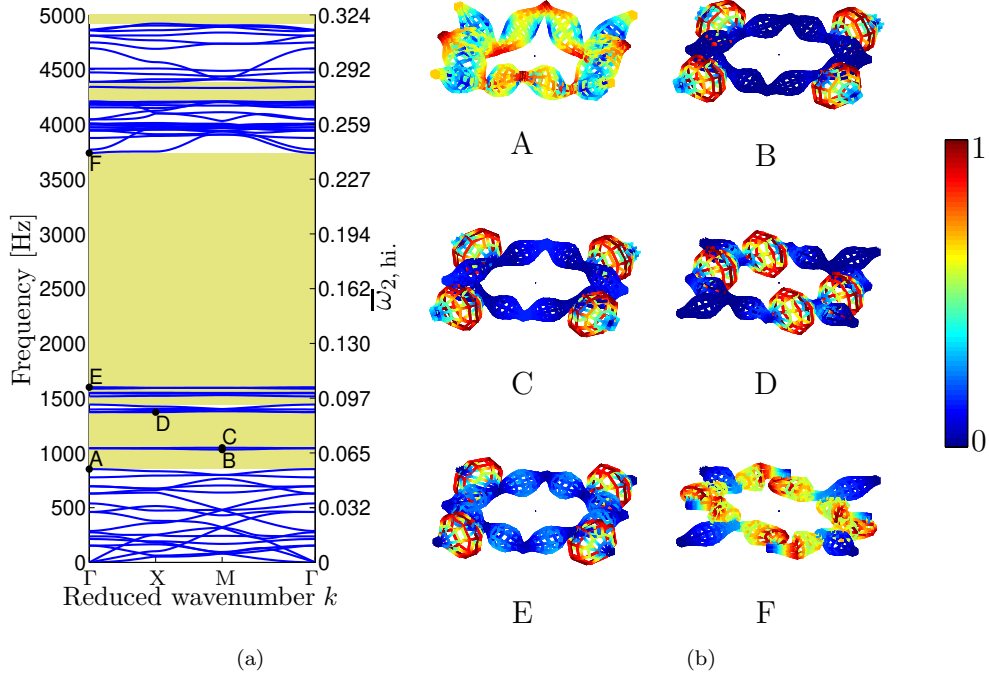 5000
4500
4000
3500
3000
2500
2000
1500
1000
500
0
Frequency [Hz]
0.324
0.292
0.259
0.227
0.194
0.162
0.130
0.097
0.065
0.032
0
ω̅2, hi.
F
E
D
C
B
A
Γ X M Γ
Reduced wavenumber k
(a)
A B
C D
E F
1
0
(b)